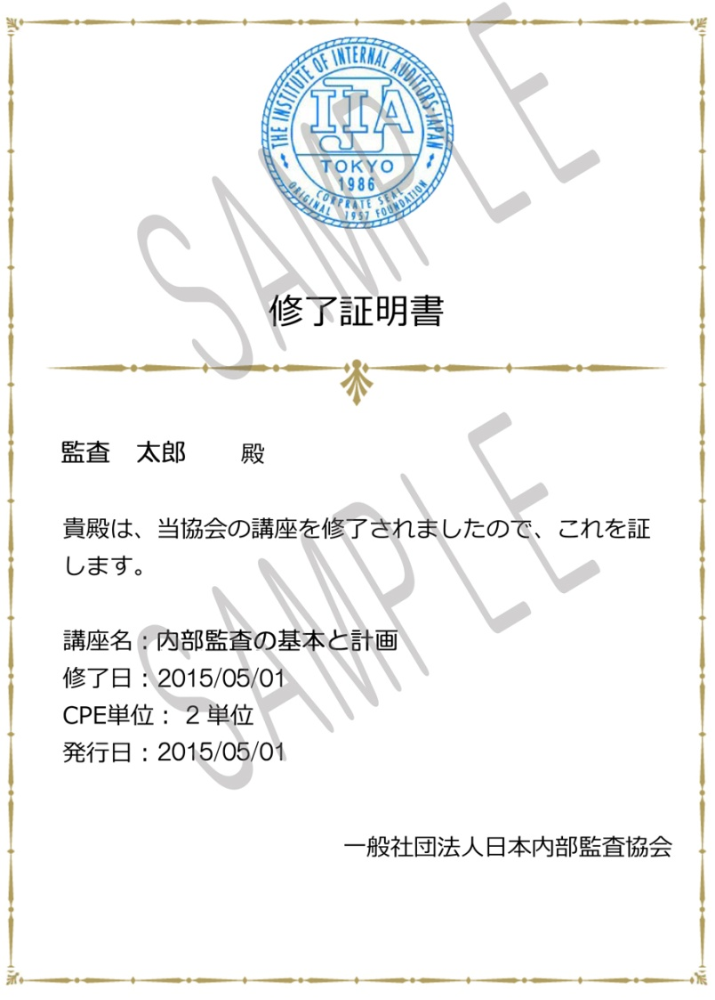 THE INSTITUTE OF INTERNAL AUDITORS-JAPAN
IIA
J
TOKYO
1986
CORPRATE SEAL
ORIGINAL 1957 FOUNDATION
SAMPLE
修了証明書
監査　太郎　　殿
貴殿は、当協会の講座を修了されましたので、これを証
します。
SAMPLE
講座名：内部監査の基本と計画
修了日：2015/05/01
CPE単位： 2 単位
発行日：2015/05/01
一般社団法人日本内部監査協会